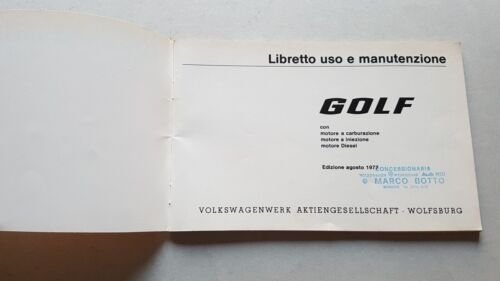 Libretto uso e manutenzione
GOLF
con
motore a carburazione
motore a iniezione
motore Diesel
Edizione agosto 1977
CONCESSIONARIA
MARCO BOTTO
VOLKSWAGENWERK AKTIENGESELLSCHAFT - WOLFSBURG